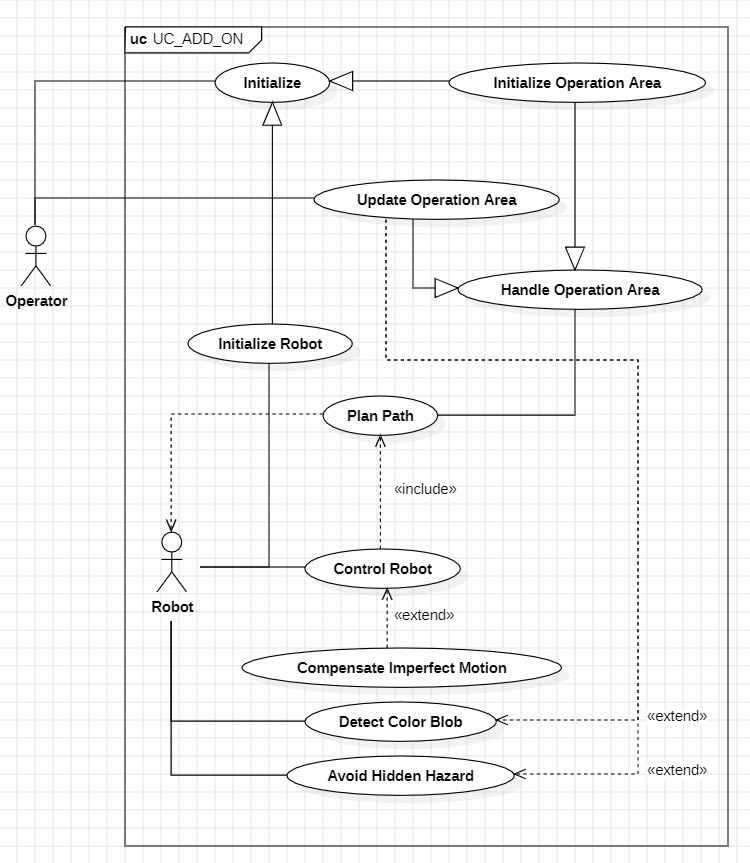 uc UC_ADD_ON
Initialize
Initialize Operation Area
Update Operation Area
Operator
Handle Operation Area
Initialize Robot
Plan Path
«include»
Control Robot
Robot
«extend»
Compensate Imperfect Motion
Detect Color Blob
«extend»
Avoid Hidden Hazard
«extend»